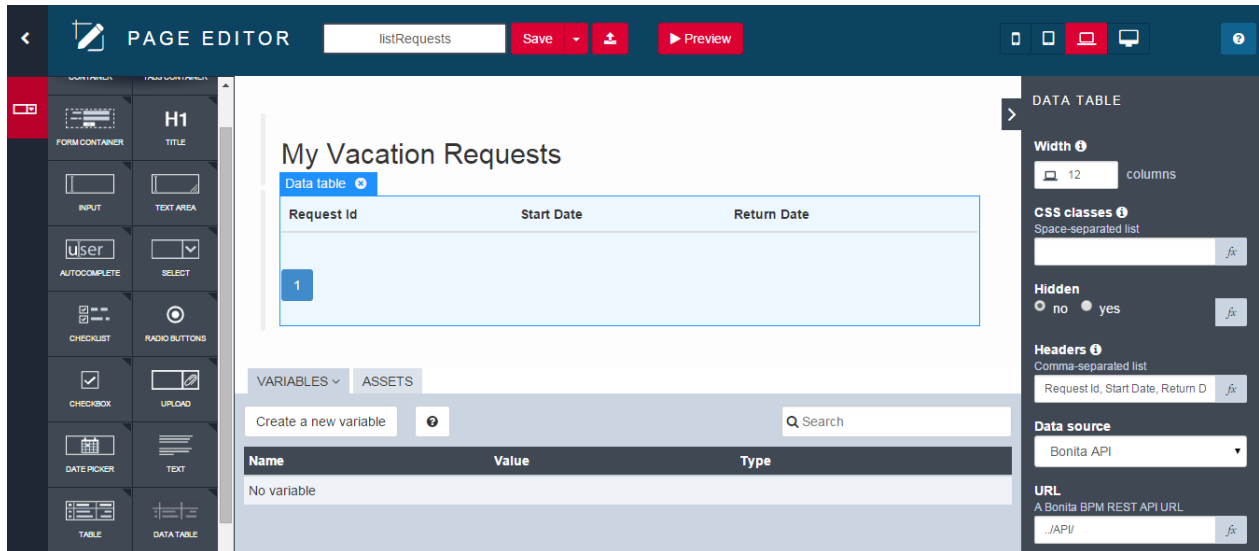 PAGE EDITOR
listRequests
Save
Preview
?
CONTAINER
TABS CONTAINER
FORM CONTAINER
H1
TITLE
INPUT
TEXT AREA
user
AUTOCOMPLETE
SELECT
CHECKLIST
RADIO BUTTONS
CHECKBOX
UPLOAD
DATE PICKER
TEXT
TABLE
DATA TABLE
My Vacation Requests
Data table
Request Id Start Date Return Date
1
VARIABLES ASSETS
Create a new variable
?
Search
Name Value Type
No variable
DATA TABLE
Width
12 columns
CSS classes
Space-separated list
fx
Hidden
no yes
fx
Headers
Comma-separated list
Request Id, Start Date, Return D
fx
Data source
Bonita API
URL
A Bonita BPM REST API URL
../API/
fx